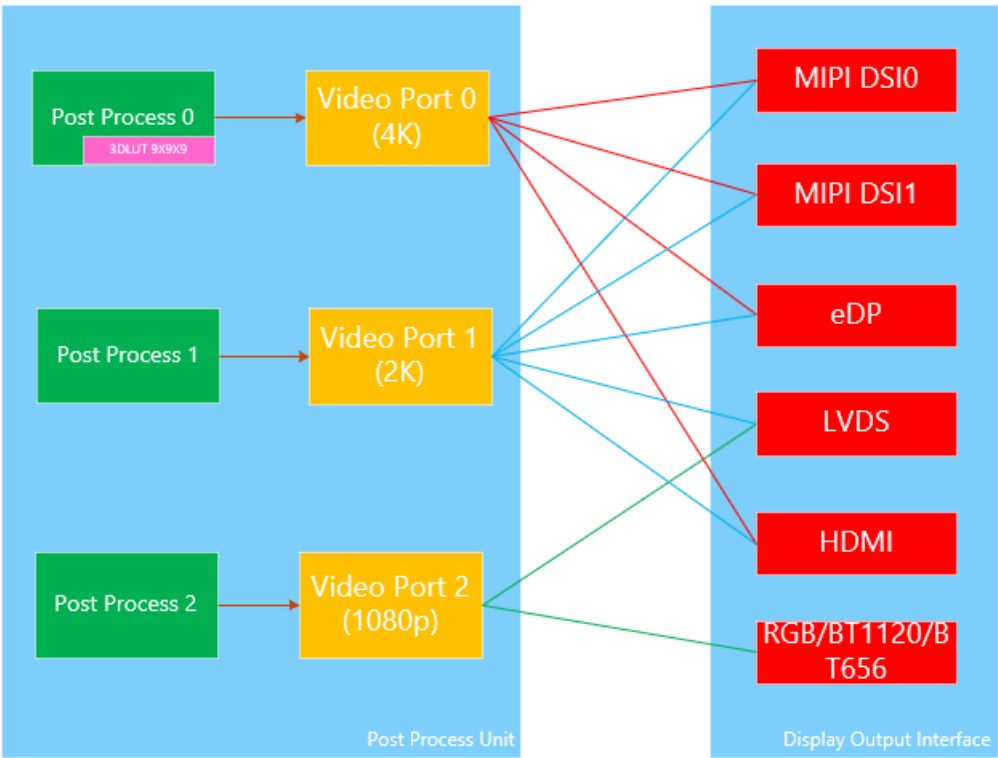 Post Process 0
3DLUT 9X9X9
Video Port 0
(4K)
MIPI DSI0
MIPI DSI1
eDP
Post Process 1
Video Port 1
(2K)
LVDS
HDMI
Post Process 2
Video Port 2
(1080p)
RGB/BT1120/B
T656
Post Process Unit
Display Output Interface